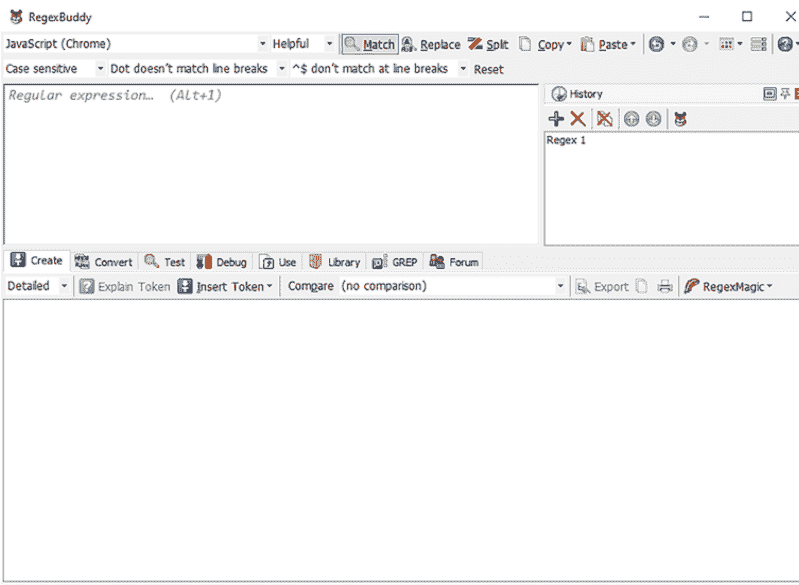 RegexBuddy
JavaScript (Chrome) Helpful Match Replace Split Copy Paste
Case sensitive Dot doesn't match line breaks ^$ don't match at line breaks Reset
Regular expression… (Alt+1)
History
Regex 1
Create Convert Test Debug Use Library GREP Forum
Detailed Explain Token Insert Token Compare (no comparison) Export RegexMagic